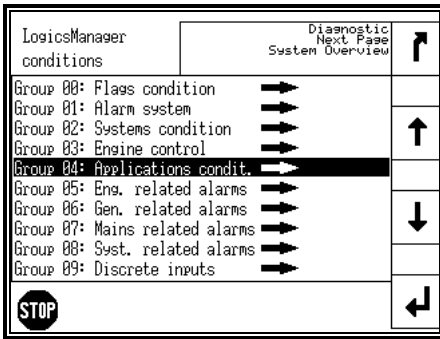 LogicsManager
conditions
Diagnostic
Next Page
System Overview
Group 00: Flags condition
Group 01: Alarm system
Group 02: Systems condition
Group 03: Engine control
Group 04: Applications condit.
Group 05: Eng. related alarms
Group 06: Gen. related alarms
Group 07: Mains related alarms
Group 08: Syst. related alarms
Group 09: Discrete inputs
STOP